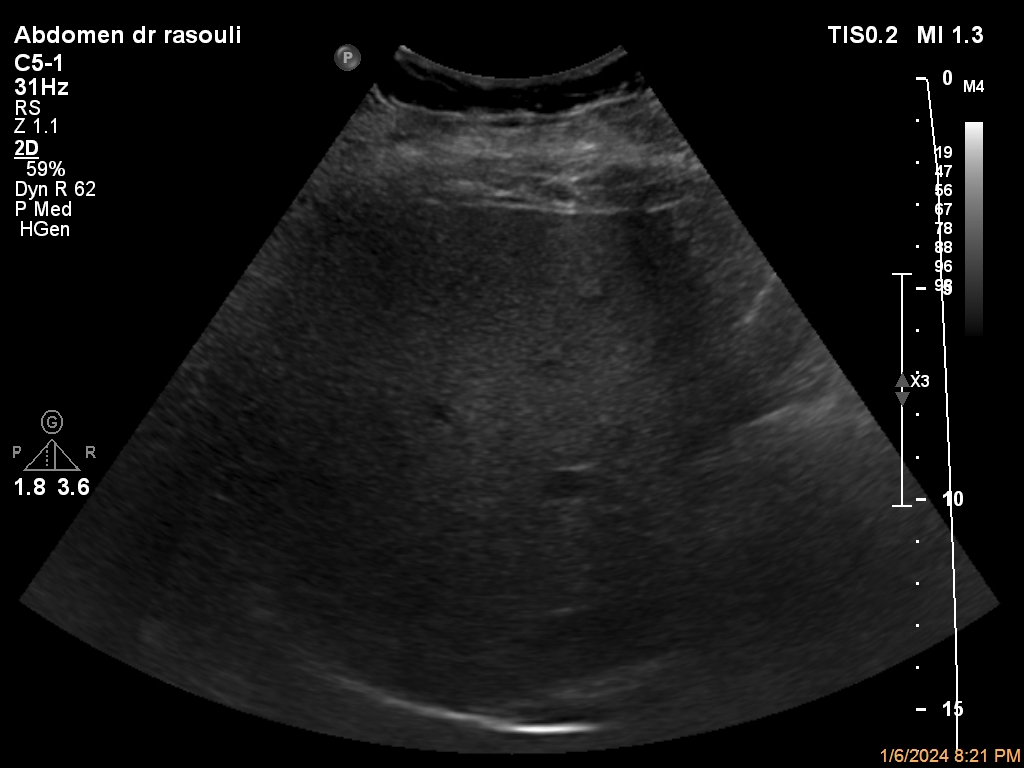 Abdomen dr rasouli
TIS0.2 MI 1.3
C5-1
31Hz
RS
Z 1.1
2D
59%
Dyn R 62
P Med
HGen
P
0
M4
19
47
56
67
78
88
96
5
X3
G
P R
1.8 3.6
10
15
1/6/2024 8:21 PM